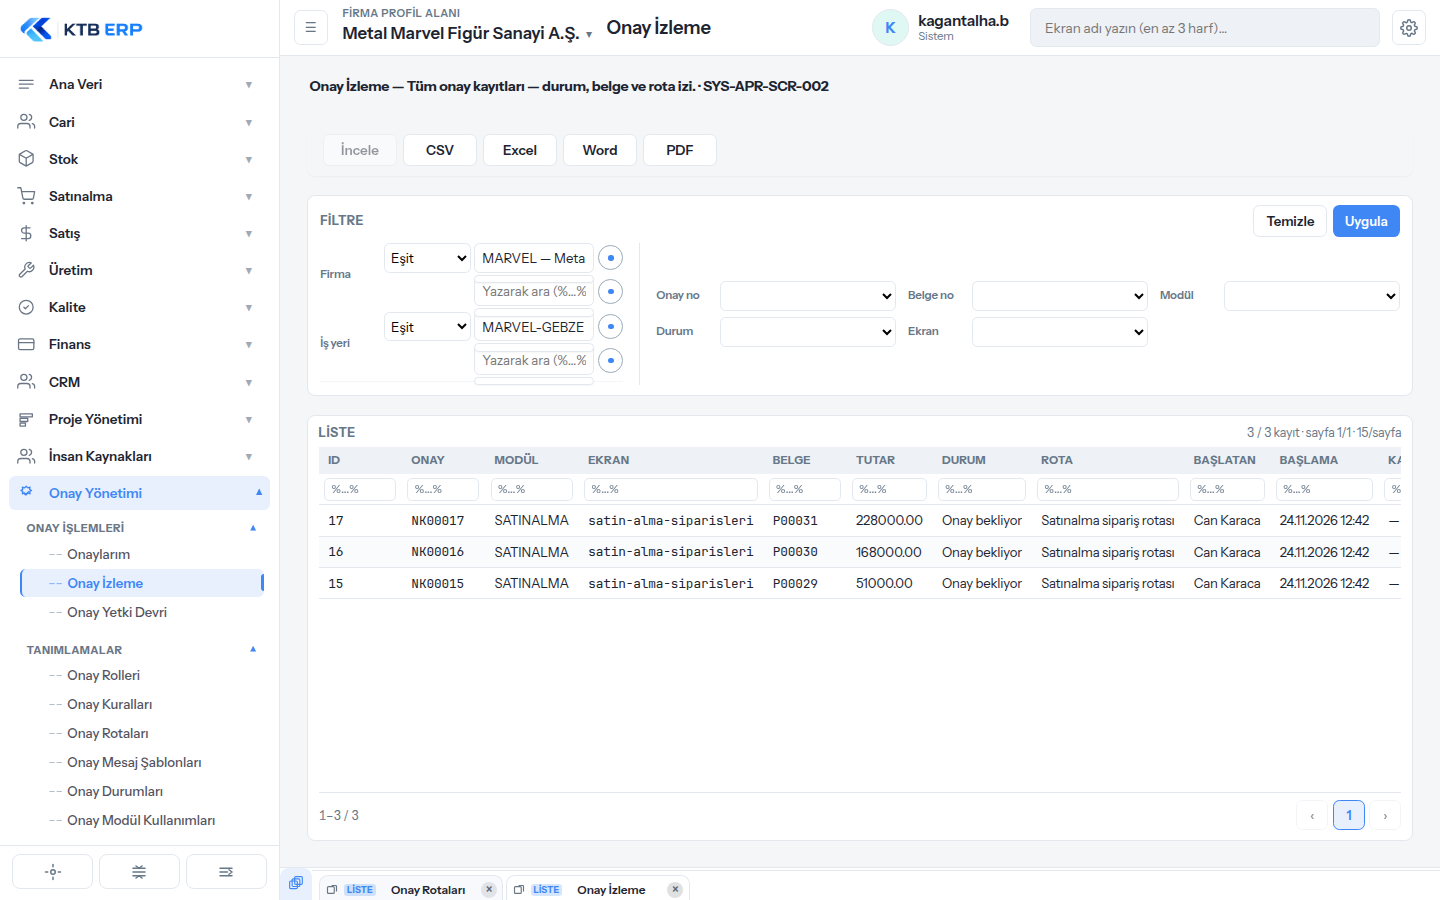 KTB ERP
Ana Veri
Cari
Stok
Satınalma
Satış
Üretim
Kalite
Finans
CRM
Proje Yönetimi
İnsan Kaynakları
Onay Yönetimi
ONAY İŞLEMLERİ
Onaylarım
Onay İzleme
Onay Yetki Devri
TANIMLAMALAR
Onay Rolleri
Onay Kuralları
Onay Rotaları
Onay Mesaj Şablonları
Onay Durumları
Onay Modül Kullanımları
FİRMA PROFİL ALANI
Metal Marvel Figür Sanayi A.Ş. ▾ Onay İzleme
K kagantalha.b
Sistem
Ekran adı yazın (en az 3 harf)...
Onay İzleme — Tüm onay kayıtları — durum, belge ve rota izi. · SYS-APR-SCR-002
İncele CSV Excel Word PDF
FİLTRE Temizle Uygula
Firma Eşit MARVEL — Meta
Yazarak ara (%...%
İş yeri Eşit MARVEL-GEBZE
Yazarak ara (%...%
Onay no Belge no Modül
Durum Ekran
LİSTE 3 / 3 kayıt · sayfa 1/1 · 15/sayfa
ID ONAY MODÜL EKRAN BELGE TUTAR DURUM ROTA BAŞLATAN BAŞLAMA KA
%...% %...% %...% %...% %...% %...% %...% %...% %...% %...% %
17 NK00017 SATINALMA satin-alma-siparisleri P00031 228000.00 Onay bekliyor Satınalma sipariş rotası Can Karaca 24.11.2026 12:42 —
16 NK00016 SATINALMA satin-alma-siparisleri P00030 168000.00 Onay bekliyor Satınalma sipariş rotası Can Karaca 24.11.2026 12:42 —
15 NK00015 SATINALMA satin-alma-siparisleri P00029 51000.00 Onay bekliyor Satınalma sipariş rotası Can Karaca 24.11.2026 12:42 —
1–3 / 3 ‹ 1 ›
LİSTE Onay Rotaları × LİSTE Onay İzleme ×